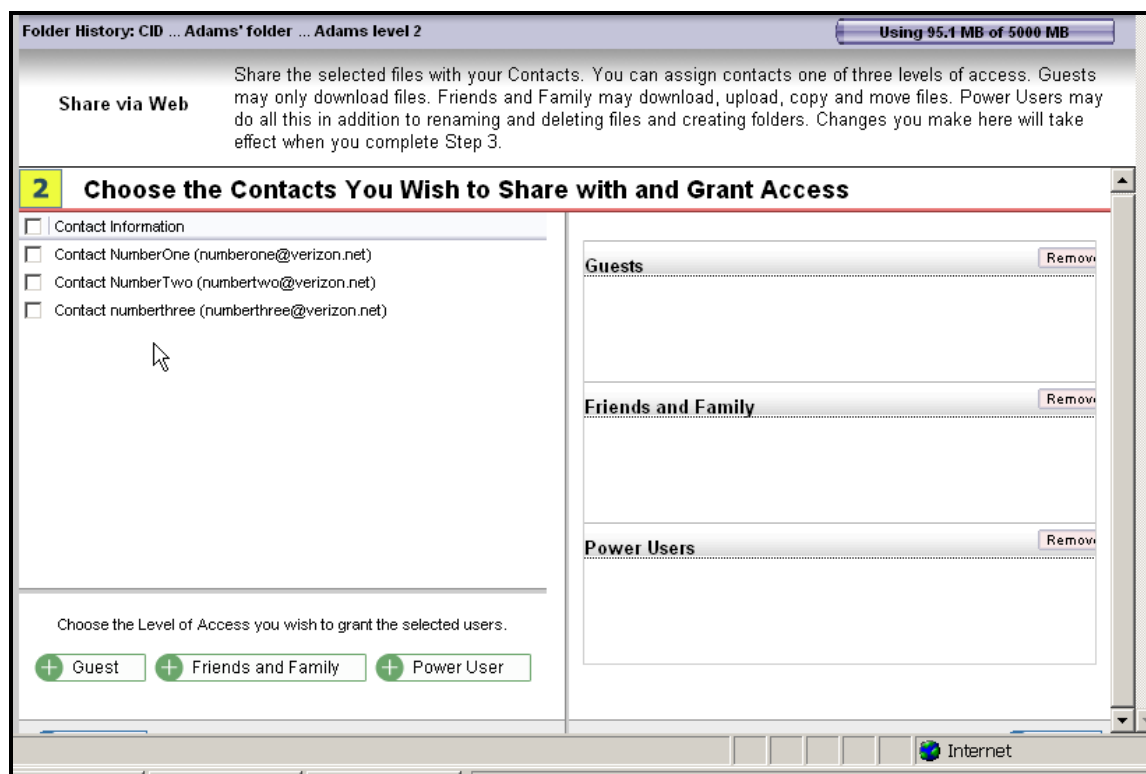 Folder History: CID ... Adams' folder ... Adams level 2
Using 95.1 MB of 5000 MB
Share via Web
Share the selected files with your Contacts. You can assign contacts one of three levels of access. Guests
may only download files. Friends and Family may download, upload, copy and move files. Power Users may
do all this in addition to renaming and deleting files and creating folders. Changes you make here will take
effect when you complete Step 3.
2 Choose the Contacts You Wish to Share with and Grant Access
Contact Information
Contact NumberOne (numberone@verizon.net)
Contact NumberTwo (numbertwo@verizon.net)
Contact numberthree (numberthree@verizon.net)
Guests
Friends and Family
Power Users
Choose the Level of Access you wish to grant the selected users.
Guest
Friends and Family
Power User
Internet